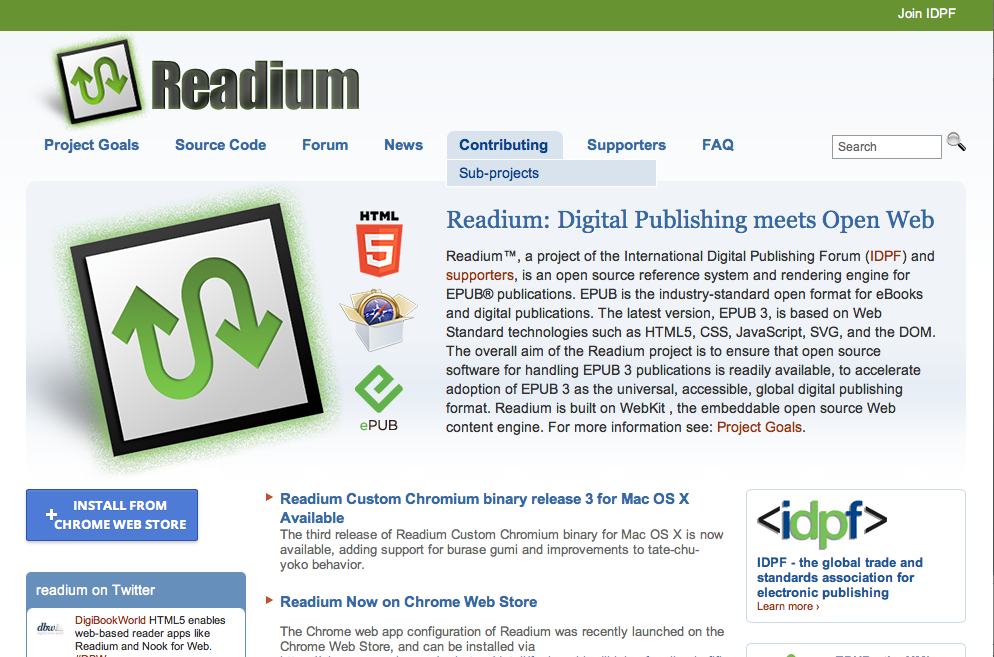 Join IDPF
Readium
Project Goals
Source Code
Forum
News
Contributing
Supporters
FAQ
Search
Sub-projects
HTML
5
ePUB
Readium: Digital Publishing meets Open Web
Readium™, a project of the International Digital Publishing Forum (IDPF) and
supporters, is an open source reference system and rendering engine for
EPUB® publications. EPUB is the industry-standard open format for eBooks
and digital publications. The latest version, EPUB 3, is based on Web
Standard technologies such as HTML5, CSS, JavaScript, SVG, and the DOM.
The overall aim of the Readium project is to ensure that open source
software for handling EPUB 3 publications is readily available, to accelerate
adoption of EPUB 3 as the universal, accessible, global digital publishing
format. Readium is built on WebKit , the embeddable open source Web
content engine. For more information see: Project Goals.
+ INSTALL FROM
CHROME WEB STORE
readium on Twitter
dbw
DigiBookWorld HTML5 enables
web-based reader apps like
Readium and Nook for Web.
Readium Custom Chromium binary release 3 for Mac OS X
Available
The third release of Readium Custom Chromium binary for Mac OS X is now
available, adding support for burase gumi and improvements to tate-chu-
yoko behavior.
Readium Now on Chrome Web Store
The Chrome web app configuration of Readium was recently launched on the
Chrome Web Store, and can be installed via
<idpf>
IDPF - the global trade and
standards association for
electronic publishing
Learn more ›